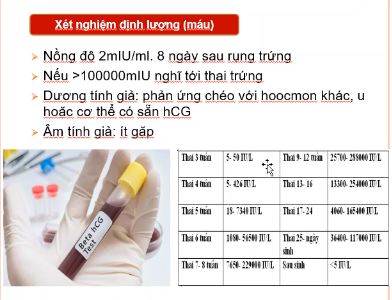 Xét nghiệm định lượng (máu)
Nồng độ 2mIU/ml. 8 ngày sau rụng trứng
Nếu >100000mIU nghĩ tới thai trứng
Dương tính giả: phản ứng chéo với hoocmon khác, u
hoặc cơ thể có sẵn hCG
Âm tính giả: ít gặp
Beta hCG
Test
Thai 3 tuần 5- 50 IU/L Thai 9- 12 tuần 25700- 288000 IU/L
Thai 4 tuần 5- 426 IU/L Thai 13- 16 13300- 254000 IU/L
Thai 5 tuần 18- 7340 IU/L Thai 17- 24 4060- 165400 IU/L
Thai 6 tuần 1080- 56500 IU/L Thai 25- ngày 36400- 117000 IU/L
sinh
Thai 7- 8 tuần 7650- 229000 IU/L Sau sinh <5 IU/L